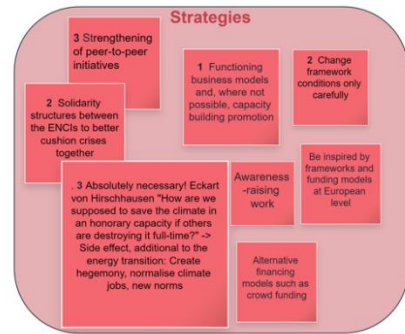 Strategies
3 Strengthening
of peer-to-peer
initiatives
1 Functioning
business models
and, where not
possible, capacity
building promotion
2 Change
framework
conditions only
carefully
2 Solidarity
structures between
the ENCIs to better
cushion crises
together
. 3 Absolutely necessary! Eckart
von Hirschhausen "How are we
supposed to save the climate in
an honorary capacity if others
are destroying it full-time?" ->
Side effect, additional to the
energy transition: Create
hegemony, normalise climate
jobs, new norms
Awareness
-raising
work
Be inspired by
frameworks and
funding models
at European
level
Alternative
financing
models such as
crowd funding